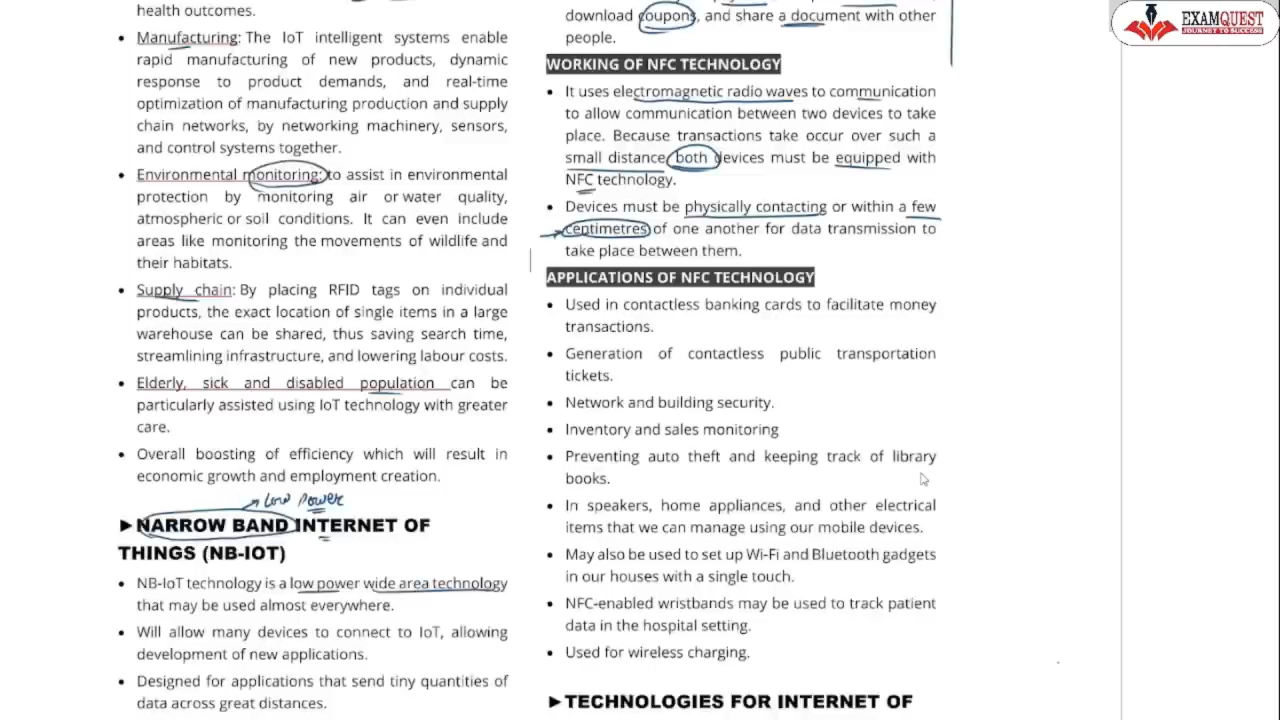 health outcomes.
• Manufacturing: The IoT intelligent systems enable
rapid manufacturing of new products, dynamic
response to product demands, and real-time
optimization of manufacturing production and supply
chain networks, by networking machinery, sensors,
and control systems together.
• Environmental monitoring: to assist in environmental
protection by monitoring air or water quality,
atmospheric or soil conditions. It can even include
areas like monitoring the movements of wildlife and
their habitats.
• Supply chain: By placing RFID tags on individual
products, the exact location of single items in a large
warehouse can be shared, thus saving search time,
streamlining infrastructure, and lowering labour costs.
• Elderly, sick and disabled population can be
particularly assisted using IoT technology with greater
care.
• Overall boosting of efficiency which will result in
economic growth and employment creation.
→ Low Power
►NARROW BAND INTERNET OF
THINGS (NB-IOT)
• NB-IoT technology is a low power wide area technology
that may be used almost everywhere.
• Will allow many devices to connect to IoT, allowing
development of new applications.
• Designed for applications that send tiny quantities of
data across great distances.
download coupons, and share a document with other
people.
WORKING OF NFC TECHNOLOGY
• It uses electromagnetic radio waves to communication
to allow communication between two devices to take
place. Because transactions take occur over such a
small distance, both devices must be equipped with
NFC technology.
• Devices must be physically contacting or within a few
centimetres of one another for data transmission to
take place between them.
APPLICATIONS OF NFC TECHNOLOGY
• Used in contactless banking cards to facilitate money
transactions.
• Generation of contactless public transportation
tickets.
• Network and building security.
• Inventory and sales monitoring
• Preventing auto theft and keeping track of library
books.
• In speakers, home appliances, and other electrical
items that we can manage using our mobile devices.
• May also be used to set up Wi-Fi and Bluetooth gadgets
in our houses with a single touch.
• NFC-enabled wristbands may be used to track patient
data in the hospital setting.
• Used for wireless charging.
►TECHNOLOGIES FOR INTERNET OF
EXAMQUEST
JOURNEY TO SUCCESS